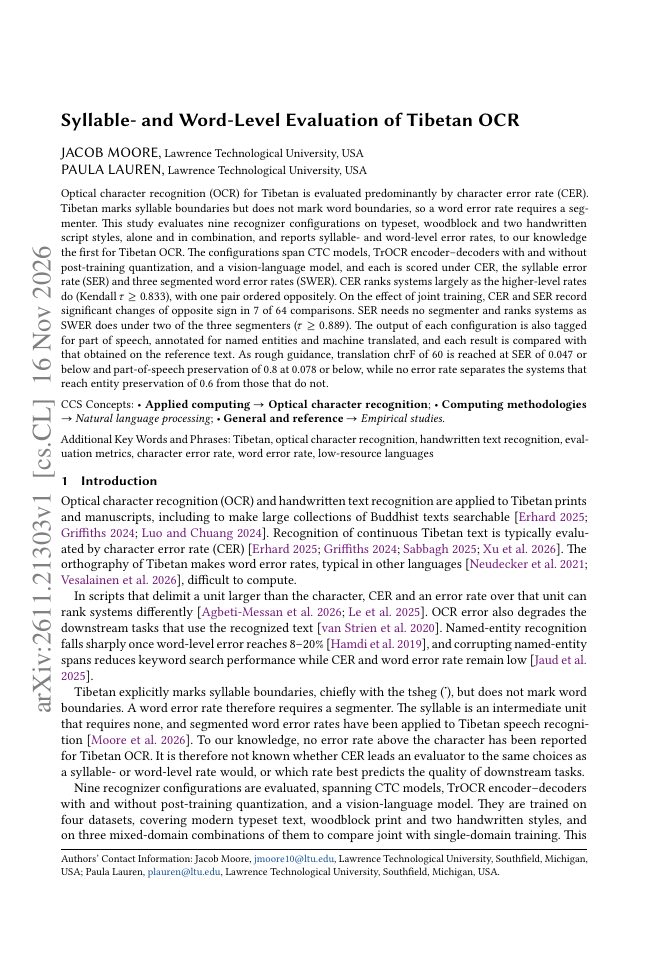 Syllable- and Word-Level Evaluation of Tibetan OCR
JACOB MOORE, Lawrence Technological University, USA
PAULA LAUREN, Lawrence Technological University, USA
Optical character recognition (OCR) for Tibetan is evaluated predominantly by character error rate (CER).
Tibetan marks syllable boundaries but does not mark word boundaries, so a word error rate requires a seg-
menter. This study evaluates nine recognizer configurations on typeset, woodblock and two handwritten
script styles, alone and in combination, and reports syllable- and word-level error rates, to our knowledge
the first for Tibetan OCR. The configurations span CTC models, TrOCR encoder–decoders with and without
post-training quantization, and a vision-language model, and each is scored under CER, the syllable error
rate (SER) and three segmented word error rates (SWER). CER ranks systems largely as the higher-level rates
do (Kendall τ ≥ 0.833), with one pair ordered oppositely. On the effect of joint training, CER and SER record
significant changes of opposite sign in 7 of 64 comparisons. SER needs no segmenter and ranks systems as
SWER does under two of the three segmenters (τ ≥ 0.889). The output of each configuration is also tagged
for part of speech, annotated for named entities and machine translated, and each result is compared with
that obtained on the reference text. As rough guidance, translation chrF of 60 is reached at SER of 0.047 or
below and part-of-speech preservation of 0.8 at 0.078 or below, while no error rate separates the systems that
reach entity preservation of 0.6 from those that do not.
CCS Concepts: • Applied computing → Optical character recognition; • Computing methodologies
→ Natural language processing; • General and reference → Empirical studies.
Additional Key Words and Phrases: Tibetan, optical character recognition, handwritten text recognition, eval-
uation metrics, character error rate, word error rate, low-resource languages
1 Introduction
Optical character recognition (OCR) and handwritten text recognition are applied to Tibetan prints
and manuscripts, including to make large collections of Buddhist texts searchable [Erhard 2025;
Griffiths 2024; Luo and Chuang 2024]. Recognition of continuous Tibetan text is typically evalu-
ated by character error rate (CER) [Erhard 2025; Griffiths 2024; Sabbagh 2025; Xu et al. 2026]. The
orthography of Tibetan makes word error rates, typical in other languages [Neudecker et al. 2021;
Vesalainen et al. 2026], difficult to compute.
In scripts that delimit a unit larger than the character, CER and an error rate over that unit can
rank systems differently [Agbeti-Messan et al. 2026; Le et al. 2025]. OCR error also degrades the
downstream tasks that use the recognized text [van Strien et al. 2020]. Named-entity recognition
falls sharply once word-level error reaches 8–20% [Hamdi et al. 2019], and corrupting named-entity
spans reduces keyword search performance while CER and word error rate remain low [Jaud et al.
2025].
Tibetan explicitly marks syllable boundaries, chiefly with the tsheg (་), but does not mark word
boundaries. A word error rate therefore requires a segmenter. The syllable is an intermediate unit
that requires none, and segmented word error rates have been applied to Tibetan speech recogni-
tion [Moore et al. 2026]. To our knowledge, no error rate above the character has been reported
for Tibetan OCR. It is therefore not known whether CER leads an evaluator to the same choices as
a syllable- or word-level rate would, or which rate best predicts the quality of downstream tasks.
Nine recognizer configurations are evaluated, spanning CTC models, TrOCR encoder–decoders
with and without post-training quantization, and a vision-language model. They are trained on
four datasets, covering modern typeset text, woodblock print and two handwritten styles, and
on three mixed-domain combinations of them to compare joint with single-domain training. This
Authors' Contact Information: Jacob Moore, jmoore10@ltu.edu, Lawrence Technological University, Southfield, Michigan,
USA; Paula Lauren, plauren@ltu.edu, Lawrence Technological University, Southfield, Michigan, USA.
arXiv:2611.21303v1 [cs.CL] 16 Nov 2026